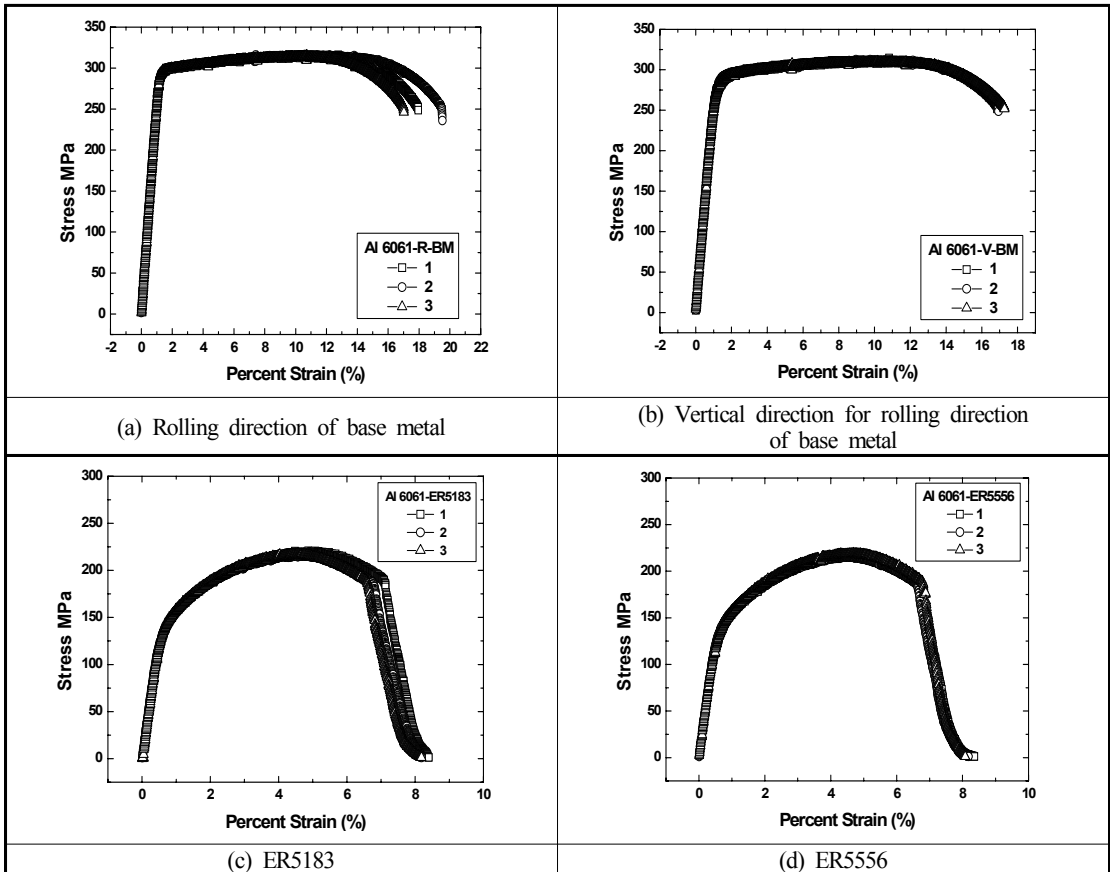 350
300
250
200
150
100
50
0
Stress MPa
Al 6061-R-BM
1
2
3
-2 0 2 4 6 8 10 12 14 16 18 20 22
Percent Strain (%)
(a) Rolling direction of base metal
350
300
250
200
150
100
50
0
Stress MPa
Al 6061-V-BM
1
2
3
-2 0 2 4 6 8 10 12 14 16 18
Percent Strain (%)
(b) Vertical direction for rolling direction
of base metal
300
250
200
150
100
50
0
Stress MPa
Al 6061-ER5183
1
2
3
0 2 4 6 8 10
Percent Strain (%)
(c) ER5183
300
250
200
150
100
50
0
Stress MPa
Al 6061-ER5556
1
2
3
0 2 4 6 8 10
Percent Strain (%)
(d) ER5556